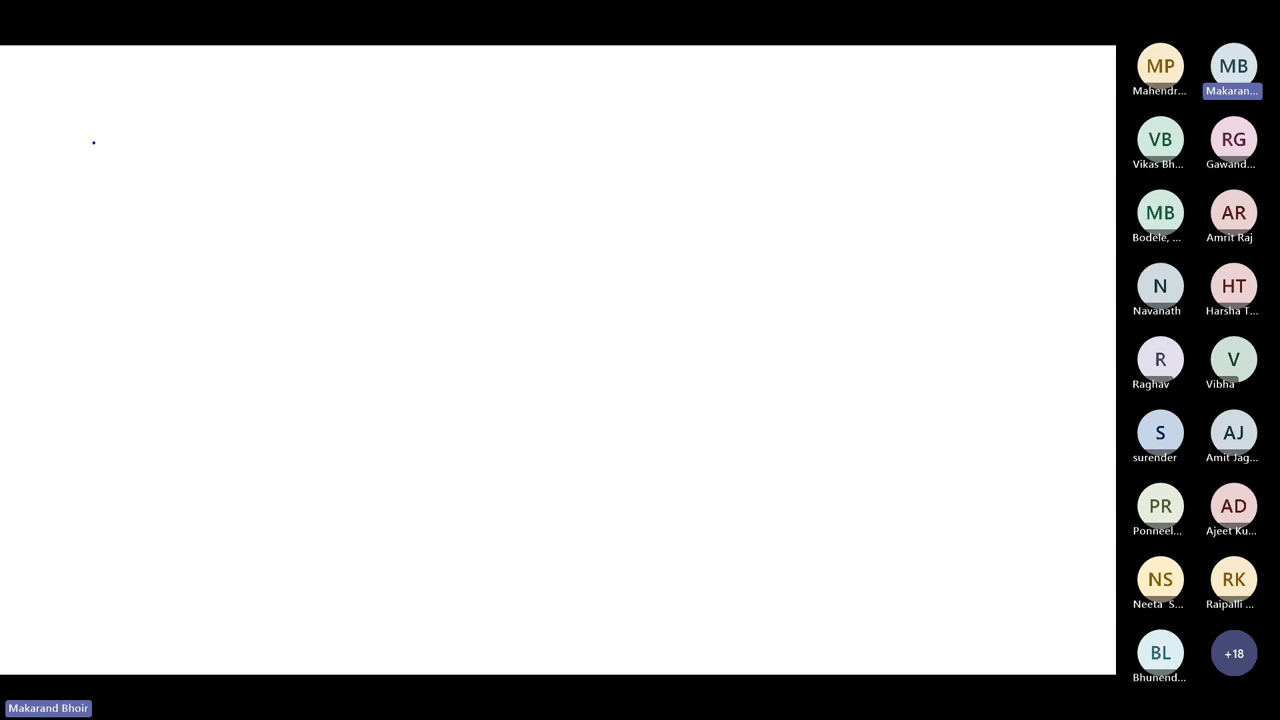 MP MB
Mahendr... Makaran...
VB RG
Vikas Bh... Gawand...
MB AR
Bodele, ... Amrit Raj
N HT
Navanath Harsha T...
R V
Raghav Vibha
S AJ
surender Amit Jag...
PR AD
Ponneel... Ajeet Ku...
NS RK
Neeta S... Raipalli ...
BL +18
Bhunend...
Makarand Bhoir